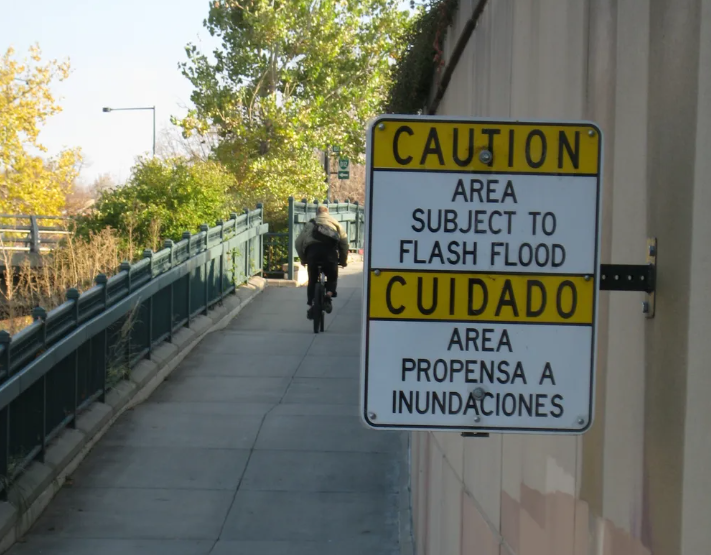 CAUTION
AREA
SUBJECT TO
FLASH FLOOD
CUIDADO
AREA
PROPENSA A
INUNDACIONES